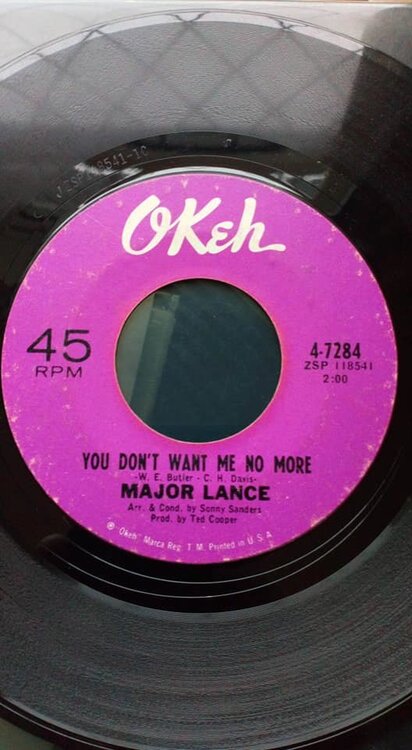 OKeh
45
RPM
4-7284
ZSP 118541
2:00
YOU DON'T WANT ME NO MORE
-W. E. Butler - C. H. Davis-
MAJOR LANCE
Arr. & Cond. by Sonny Sanders
Prod. by Ted Cooper
® "Okeh" Marca Reg. T. M. Printed in U.S.A.